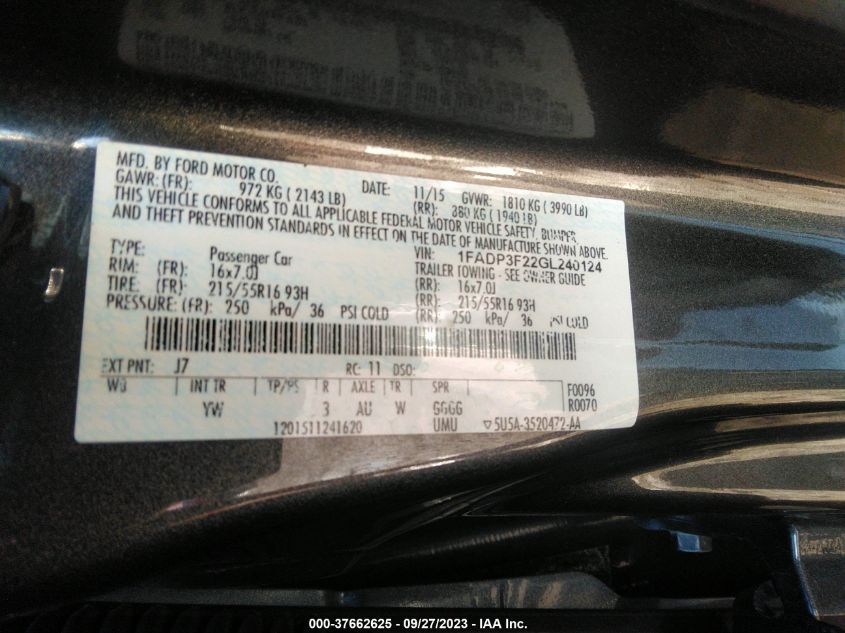 MFD. BY FORD MOTOR CO.
DATE: 11/15 GVWR: 1810 KG ( 3990 LB)
GAWR: (FR): 972 KG ( 2143 LB) (RR): 880 KG ( 1940 LB)
THIS VEHICLE CONFORMS TO ALL APPLICABLE FEDERAL MOTOR VEHICLE SAFETY, BUMPER
AND THEFT PREVENTION STANDARDS IN EFFECT ON THE DATE OF MANUFACTURE SHOWN ABOVE.
VIN: 1FADP3F22GL240124
TYPE: Passenger Car TRAILER TOWING - SEE OWNER GUIDE
RIM: (FR): 16x7.0J (RR): 16x7.0J
TIRE: (FR): 215/55R16 93H (RR): 215/55R16 93H
PRESSURE: (FR): 250 kPa/ 36 PSI COLD (RR): 250 kPa/ 36 PSI COLD
EXT PNT: J7 RC: 11 DSO:
WB INT TR TP/PS R AXLE TR SPR F0096
YW 3 AU W GGGG R0070
1201511241620 UMU ▽5U5A-3520472-AA
000-37662625 - 09/27/2023 - IAA Inc.